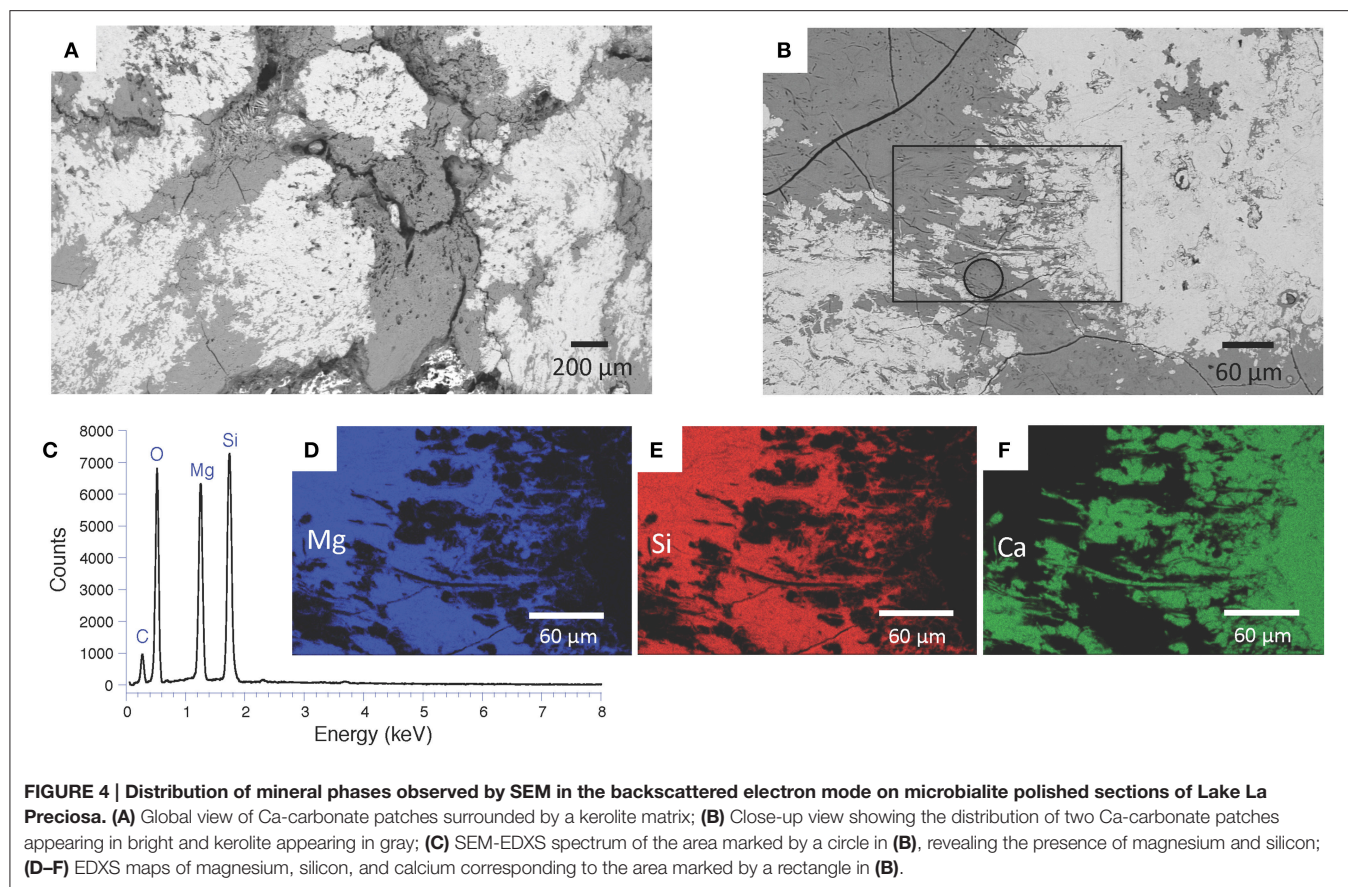 A
200 µm
B
60 µm
C
8000
7000
6000
5000
4000
3000
2000
1000
0
Counts
C
O
Mg
Si
0 1 2 3 4 5 6 7 8
Energy (keV)
D
Mg
60 µm
E
Si
60 µm
F
Ca
60 µm
FIGURE 4 | Distribution of mineral phases observed by SEM in the backscattered electron mode on microbialite polished sections of Lake La
Preciosa. (A) Global view of Ca-carbonate patches surrounded by a kerolite matrix; (B) Close-up view showing the distribution of two Ca-carbonate patches
appearing in bright and kerolite appearing in gray; (C) SEM-EDXS spectrum of the area marked by a circle in (B), revealing the presence of magnesium and silicon;
(D–F) EDXS maps of magnesium, silicon, and calcium corresponding to the area marked by a rectangle in (B).